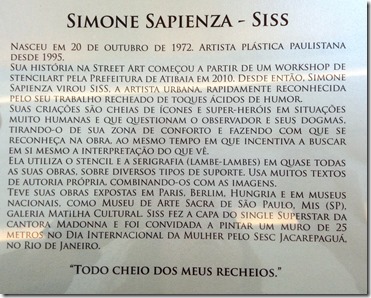 Simone Sapienza - Siss
Nasceu em 20 de outubro de 1972. Artista plástica paulistana
desde 1995.
Sua história na Street Art começou a partir de um workshop de
stencilart pela Prefeitura de Atibaia em 2010. Desde então, Simone
Sapienza virou SiSS, a artista urbana, rapidamente reconhecida
pelo seu trabalho recheado de toques ácidos de humor.
Suas criações são cheias de ícones e super-heróis em situações
muito humanas e que questionam o observador e seus dogmas,
tirando-o de sua zona de conforto e fazendo com que se
reconheça na obra, ao mesmo tempo em que incentiva a buscar
em si mesmo a interpretação do que vê.
Ela utiliza o stencil e a serigrafia (lambe-lambes) em quase todas
as suas obras, sobre diversos tipos de suporte. Usa muitos textos
de autoria própria, combinando-os com as imagens.
Teve suas obras expostas em Paris, Berlim, Hungria e em museus
nacionais, como Museu de Arte Sacra de São Paulo, Mis (SP),
galeria Matilha Cultural. Siss fez a capa do single Superstar da
cantora Madonna e foi convidada a pintar um muro de 25
metros no Dia Internacional da Mulher pelo Sesc Jacarepaguá,
no Rio de Janeiro.
"Todo cheio dos meus recheios."